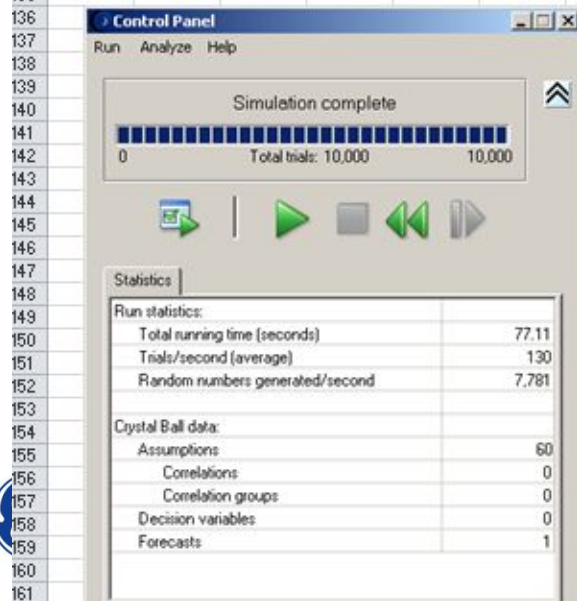 136
137
138
139
140
141
142
143
144
145
146
147
148
149
150
151
152
153
154
155
156
157
158
159
160
161
Control Panel
Run Analyze Help
Simulation complete
0 Total trials: 10,000 10,000
Statistics
Run statistics:
Total running time (seconds) 77.11
Trials/second (average) 130
Random numbers generated/second 7,781
Crystal Ball data:
Assumptions 60
Correlations 0
Correlation groups 0
Decision variables 0
Forecasts 1